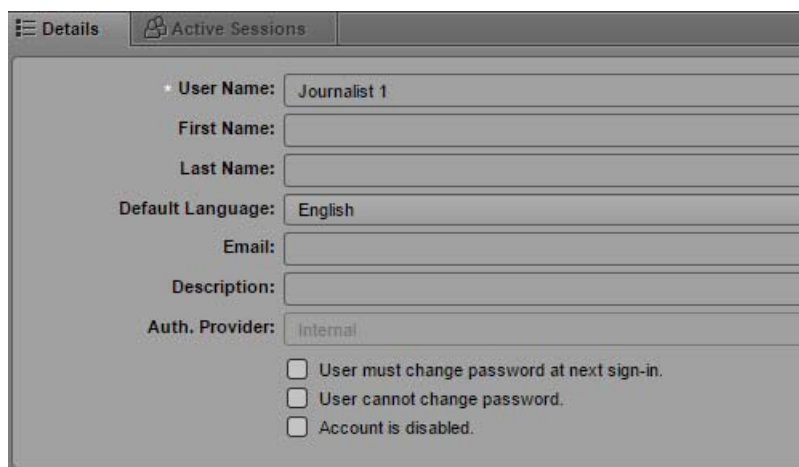 Details
Active Sessions
* User Name: Journalist 1
First Name:
Last Name:
Default Language: English
Email:
Description:
Auth. Provider: Internal
User must change password at next sign-in.
User cannot change password.
Account is disabled.